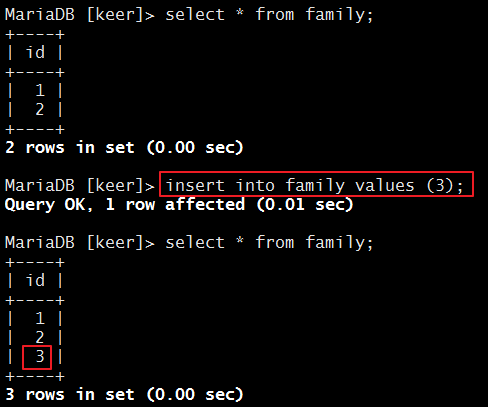 MariaDB [keer]> select * from family;
+----+
| id |
+----+
|  1 |
|  2 |
+----+
2 rows in set (0.00 sec)
MariaDB [keer]> insert into family values (3);
Query OK, 1 row affected (0.01 sec)
MariaDB [keer]> select * from family;
+----+
| id |
+----+
|  1 |
|  2 |
|  3 |
+----+
3 rows in set (0.00 sec)